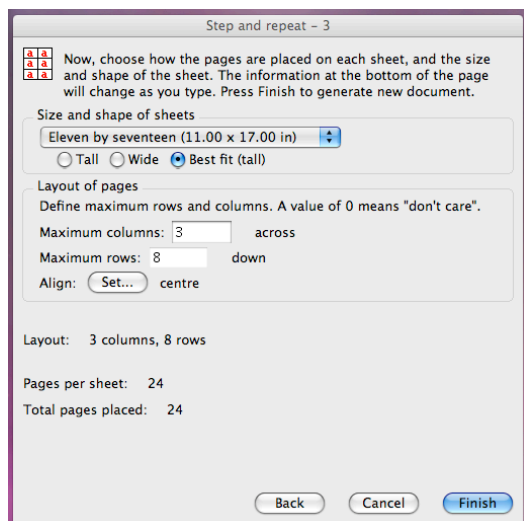 Step and repeat – 3
a a
a a
a a
Now, choose how the pages are placed on each sheet, and the size
and shape of the sheet. The information at the bottom of the page
will change as you type. Press Finish to generate new document.
Size and shape of sheets
Eleven by seventeen (11.00 x 17.00 in)
Tall Wide Best fit (tall)
Layout of pages
Define maximum rows and columns. A value of 0 means "don't care".
Maximum columns: 3 across
Maximum rows: 8 down
Align: Set... centre
Layout: 3 columns, 8 rows
Pages per sheet: 24
Total pages placed: 24
Back Cancel Finish